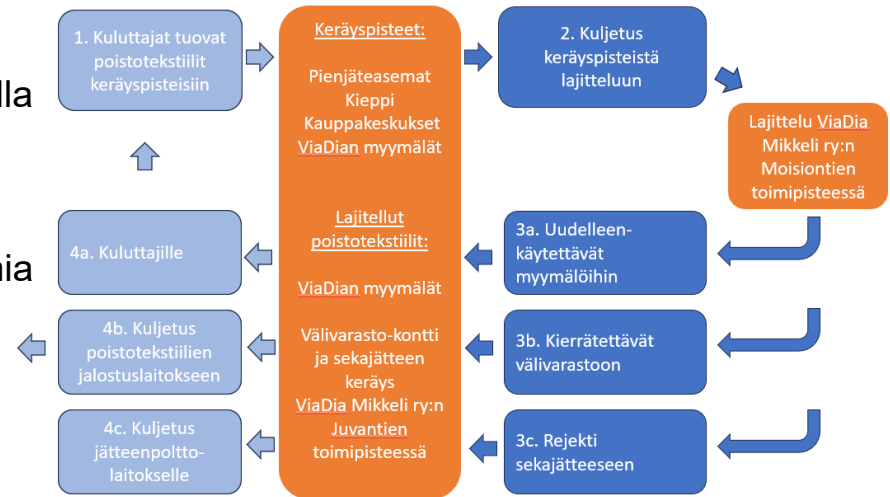 1. Kuluttajat tuovat
poistotekstiilit
keräyspisteisiin
Keräyspisteet:
Pienjäteasemat
Kieppi
Kauppakeskukset
ViaDian myymälät
2. Kuljetus
keräyspisteistä
lajitteluun
lla
Lajittelu ViaDia
Mikkeli ry:n
Moisiontien
toimipisteessä
4a. Kuluttajille
Lajitellut
poistotekstiilit:
ViaDian myymälät
3a. Uudelleen-
käytettävät
myymälöihin
nia
4b. Kuljetus
poistotekstiilien
jalostuslaitokseen
Välivarasto-kontti
ja sekajätteen
keräys
ViaDia Mikkeli ry:n
Juvantien
toimipisteessä
3b. Kierrätettävät
välivarastoon
4c. Kuljetus
jätteenpoltto-
laitokselle
3c. Rejekti
sekajätteeseen